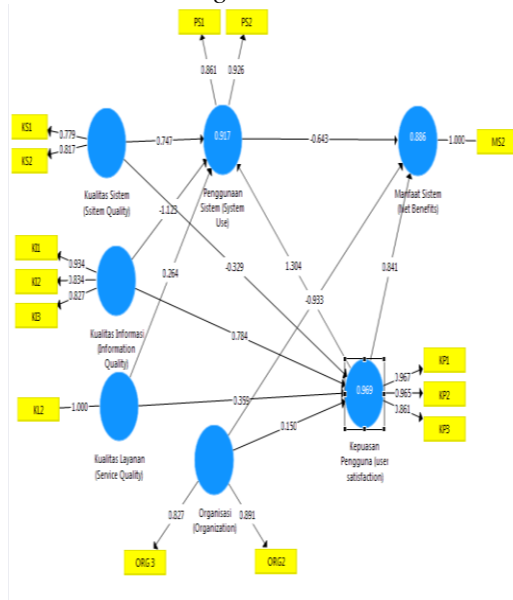 PS1
PS2
0.861
0.926
KS1
KS2
0.779
0.817
0.747
0.917
-0.643
0.886
1.000
MS2
Kualitas Sistem
(Ssitem Quality)
Penggunaan
Sistem (System
Use)
Manfaat Sistem
(Net Benefits)
-1.123
-0.329
0.264
1.304
-0.933
0.841
KI1
KI2
KI3
0.934
0.834
0.827
Kualitas Informasi
(Information
Quality)
0.784
KL2
1.000
Kualitas Layanan
(Service Quality)
0.359
0.150
0.969
KP1
KP2
KP3
0.967
0.965
0.861
Kepuasan
Pengguna (user
satisfaction)
Organisasi
(Organization)
0.827
0.891
ORG 3
ORG2